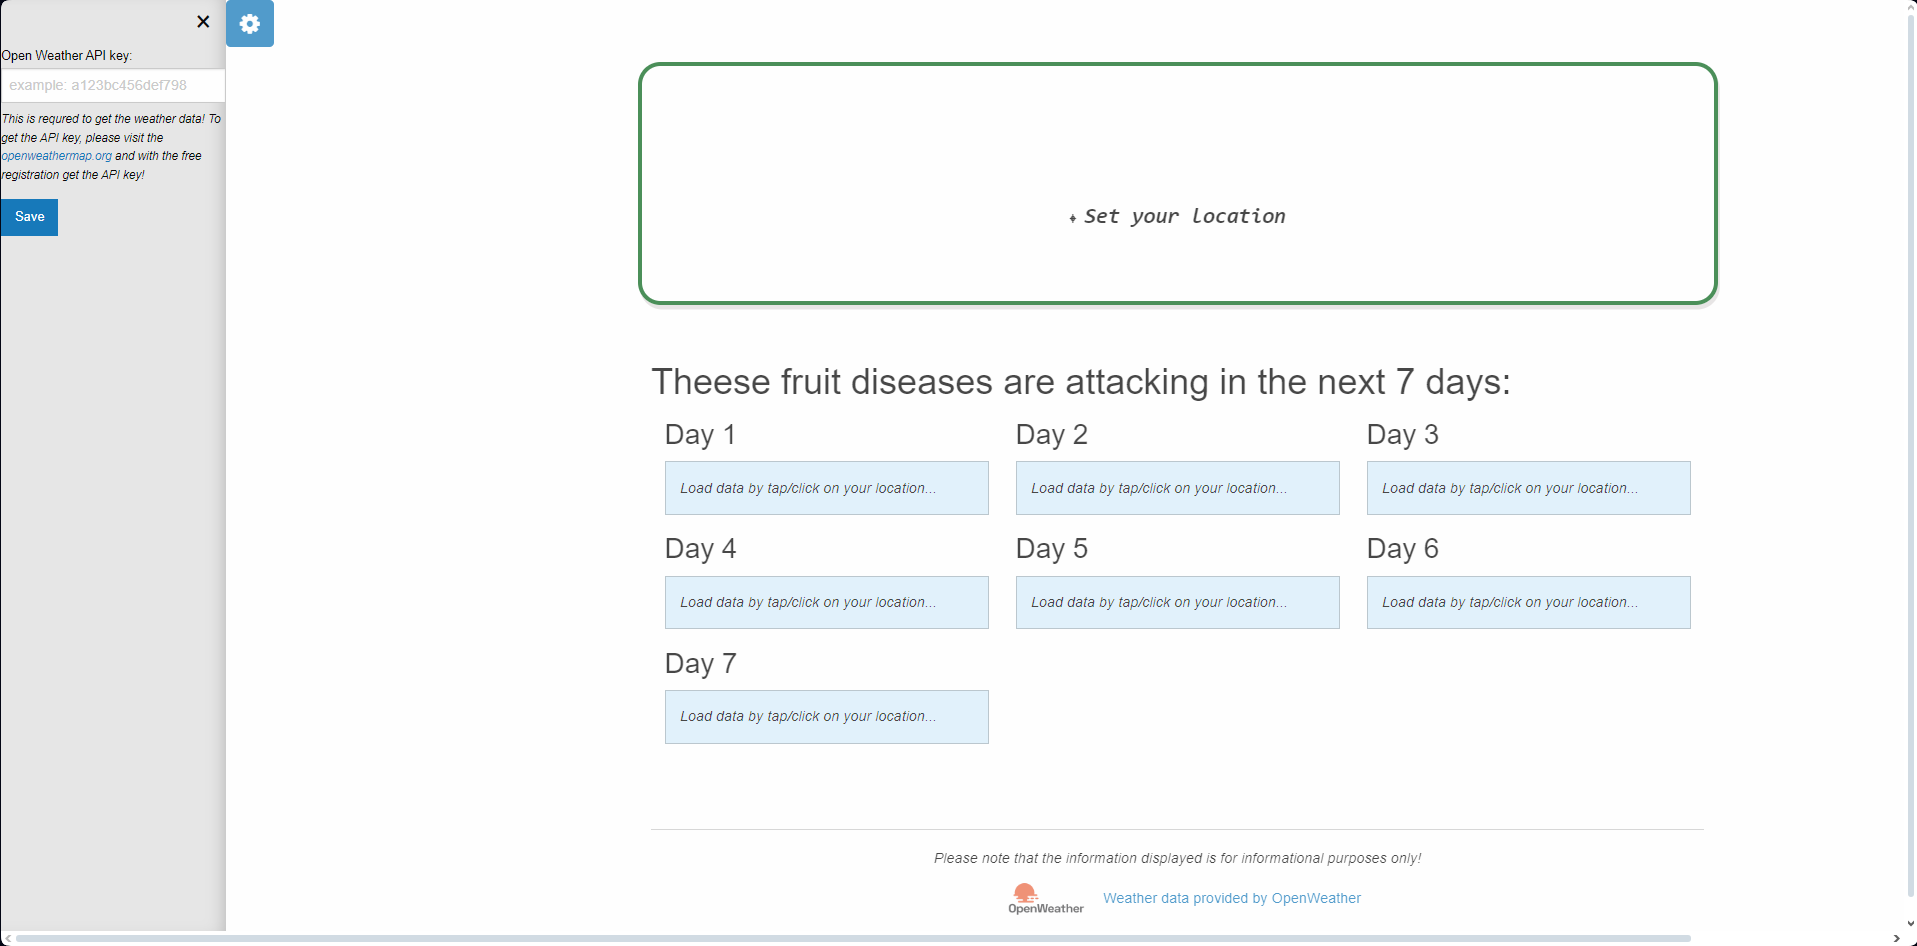 ×
Open Weather API key:
example: a123bc456def798
This is requred to get the weather data! To
get the API key, please visit the
openweathermap.org and with the free
registration get the API key!
Save
Set your location
Theese fruit diseases are attacking in the next 7 days:
Day 1
Day 2
Day 3
Load data by tap/click on your location...
Load data by tap/click on your location...
Load data by tap/click on your location...
Day 4
Day 5
Day 6
Load data by tap/click on your location...
Load data by tap/click on your location...
Load data by tap/click on your location...
Day 7
Load data by tap/click on your location...
Please note that the information displayed is for informational purposes only!
OpenWeather
Weather data provided by OpenWeather